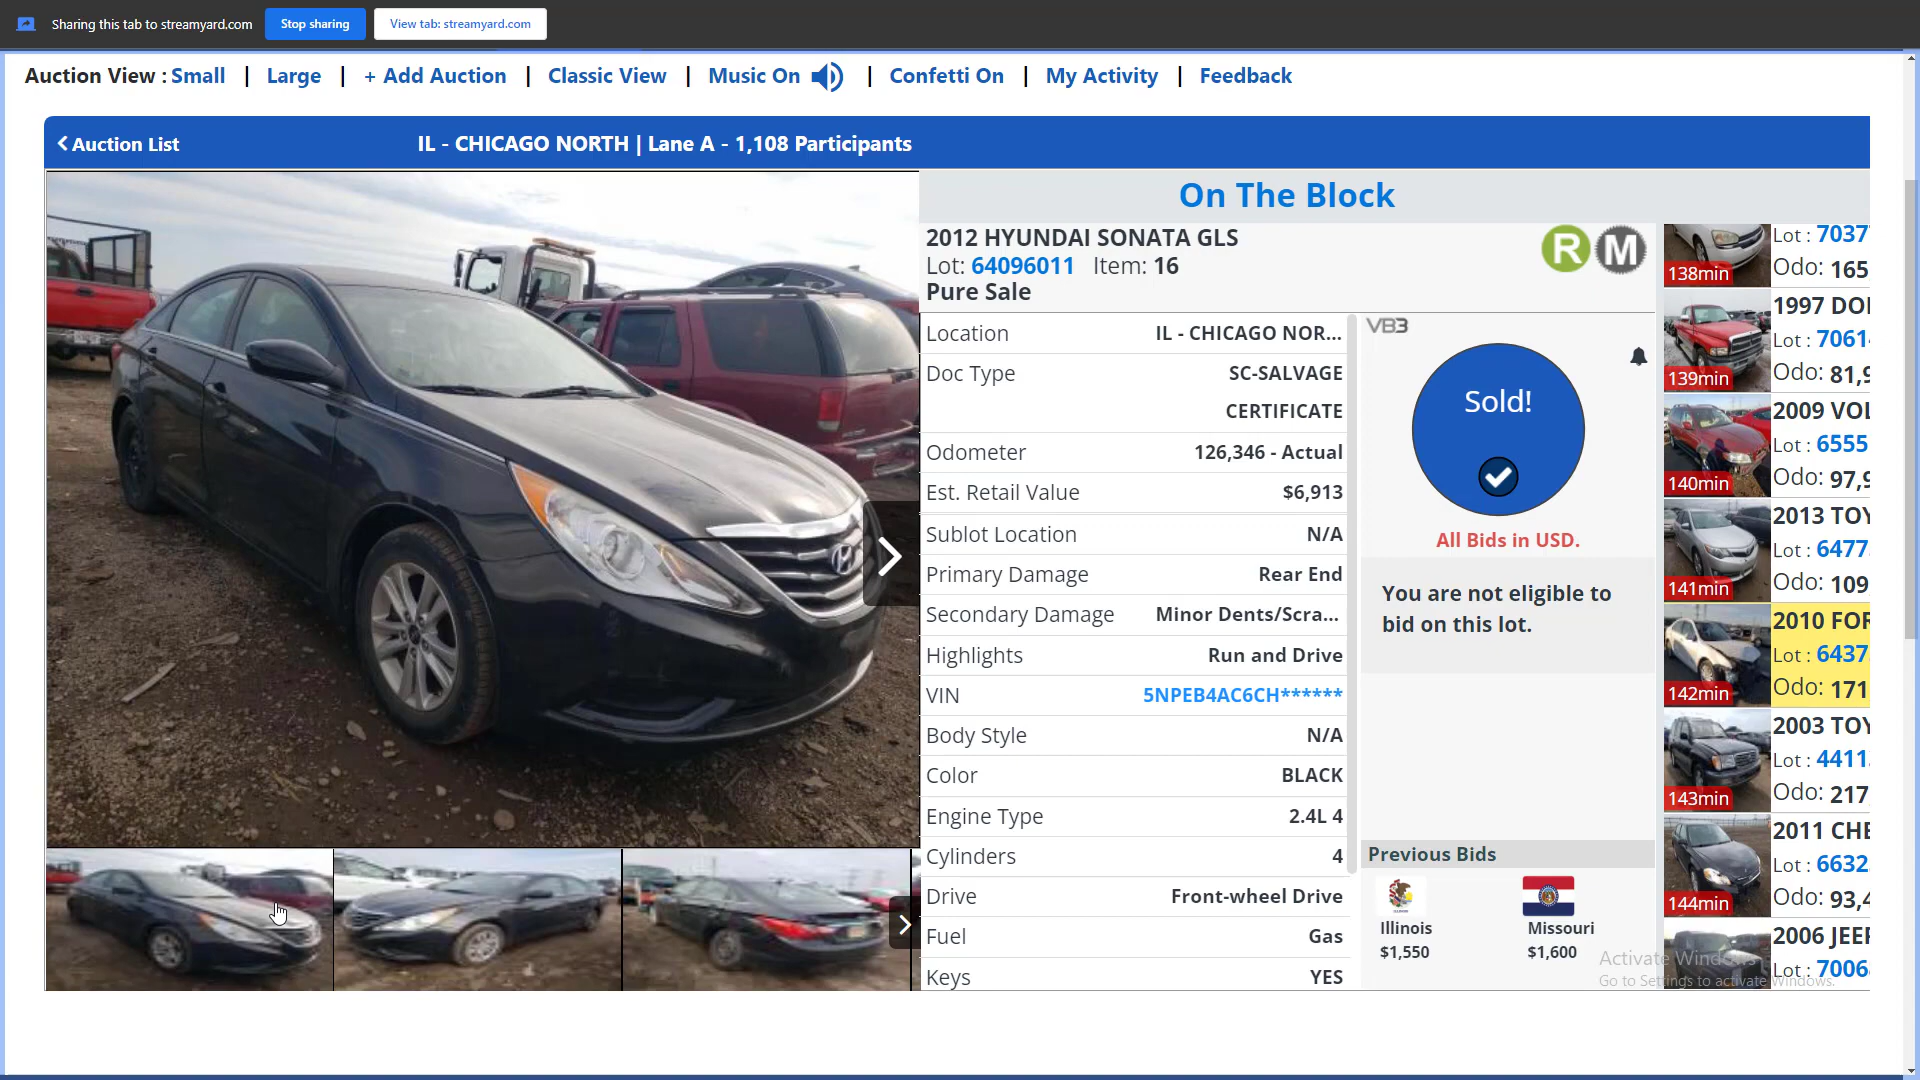 Sharing this tab to streamyard.com
Stop sharing
View tab: streamyard.com
Auction View : Small | Large | + Add Auction | Classic View | Music On | Confetti On | My Activity | Feedback
Auction List
IL - CHICAGO NORTH | Lane A - 1,108 Participants
On The Block
2012 HYUNDAI SONATA GLS
Lot: 64096011 Item: 16
Pure Sale
R M
Location IL - CHICAGO NOR...
Doc Type SC-SALVAGE
CERTIFICATE
Odometer 126,346 - Actual
Est. Retail Value $6,913
Sublot Location N/A
Primary Damage Rear End
Secondary Damage Minor Dents/Scra...
Highlights Run and Drive
VIN 5NPEB4AC6CH******
Body Style N/A
Color BLACK
Engine Type 2.4L 4
Cylinders 4
Drive Front-wheel Drive
Fuel Gas
Keys YES
VB3
Sold!
All Bids in USD.
You are not eligible to
bid on this lot.
Previous Bids
Illinois
$1,550
Missouri
$1,600
138min
Lot : 7037
Odo: 165
139min
1997 DO
Lot : 7061
Odo: 81,9
140min
2009 VOL
Lot : 6555
Odo: 97,9
141min
2013 TOY
Lot : 6477
Odo: 109
142min
2010 FOR
Lot : 6437
Odo: 171
143min
2003 TOY
Lot : 4411
Odo: 217,
144min
2011 CHE
Lot : 6632
Odo: 93,4
2006 JEEP
Lot : 7006
Activate Windows
Go to Settings to activate Windows.